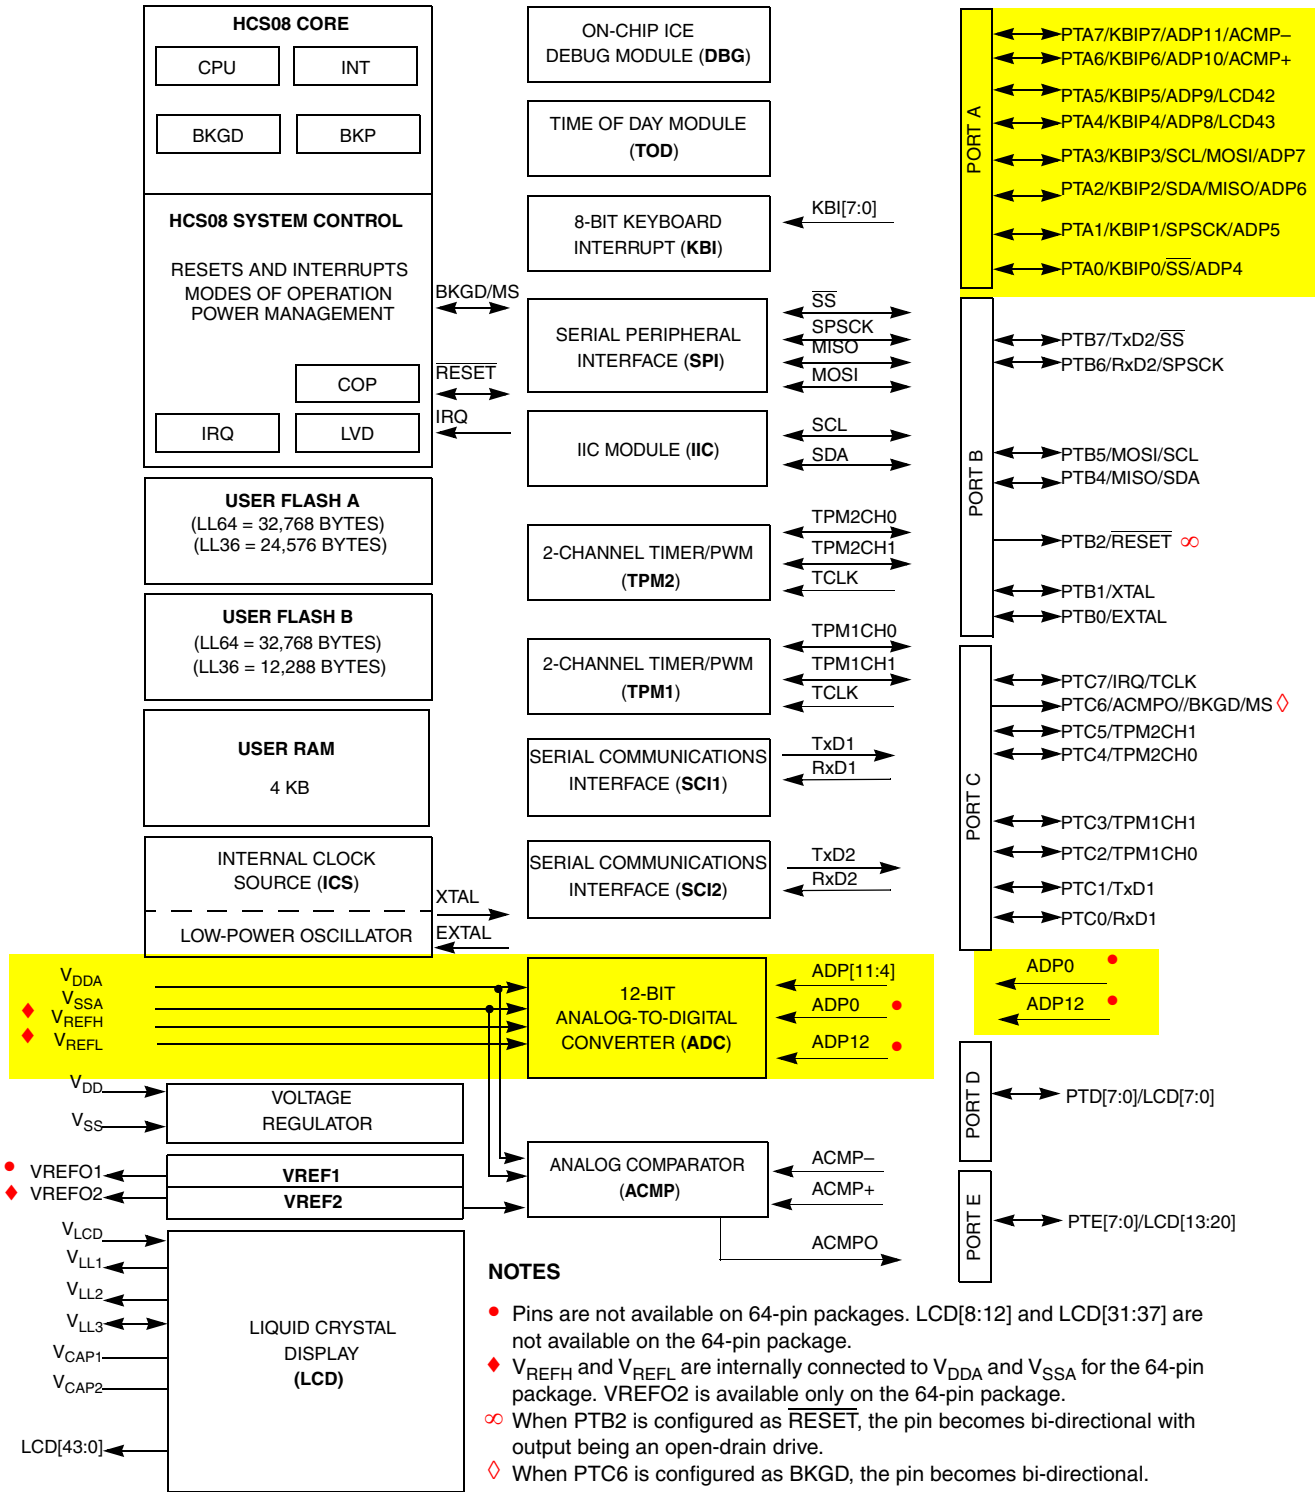 HCS08 CORE
CPU
INT
BKGD
BKP
HCS08 SYSTEM CONTROL
RESETS AND INTERRUPTS
MODES OF OPERATION
POWER MANAGEMENT
COP
IRQ
LVD
BKGD/MS
RESET
IRQ
USER FLASH A
(LL64 = 32,768 BYTES)
(LL36 = 24,576 BYTES)
USER FLASH B
(LL64 = 32,768 BYTES)
(LL36 = 12,288 BYTES)
USER RAM
4 KB
INTERNAL CLOCK
SOURCE (ICS)
LOW-POWER OSCILLATOR
XTAL
EXTAL
VDDA
♦ VSSA
VREFH
♦ VREFL
VDD
VSS
VOLTAGE
REGULATOR
• VREFO1
♦ VREFO2
VREF1
VREF2
VLCD
VLL1
VLL2
VLL3
VCAP1
VCAP2
LCD[43:0]
LIQUID CRYSTAL
DISPLAY
(LCD)
ON-CHIP ICE
DEBUG MODULE (DBG)
TIME OF DAY MODULE
(TOD)
8-BIT KEYBOARD
INTERRUPT (KBI)
KBI[7:0]
SERIAL PERIPHERAL
INTERFACE (SPI)
SS
SPSCK
MISO
MOSI
IIC MODULE (IIC)
SCL
SDA
2-CHANNEL TIMER/PWM
(TPM2)
TPM2CH0
TPM2CH1
TCLK
2-CHANNEL TIMER/PWM
(TPM1)
TPM1CH0
TPM1CH1
TCLK
SERIAL COMMUNICATIONS
INTERFACE (SCI1)
TxD1
RxD1
SERIAL COMMUNICATIONS
INTERFACE (SCI2)
TxD2
RxD2
12-BIT
ANALOG-TO-DIGITAL
CONVERTER (ADC)
ADP[11:4]
ADP0 •
ADP12 •
ANALOG COMPARATOR
(ACMP)
ACMP–
ACMP+
ACMPO
PORT A
PTA7/KBIP7/ADP11/ACMP–
PTA6/KBIP6/ADP10/ACMP+
PTA5/KBIP5/ADP9/LCD42
PTA4/KBIP4/ADP8/LCD43
PTA3/KBIP3/SCL/MOSI/ADP7
PTA2/KBIP2/SDA/MISO/ADP6
PTA1/KBIP1/SPSCK/ADP5
PTA0/KBIP0/SS/ADP4
PORT B
PTB7/TxD2/SS
PTB6/RxD2/SPSCK
PTB5/MOSI/SCL
PTB4/MISO/SDA
PTB2/RESET ∞
PTB1/XTAL
PTB0/EXTAL
PORT C
PTC7/IRQ/TCLK
PTC6/ACMPO//BKGD/MS ◊
PTC5/TPM2CH1
PTC4/TPM2CH0
PTC3/TPM1CH1
PTC2/TPM1CH0
PTC1/TxD1
PTC0/RxD1
ADP0 •
ADP12 •
PORT D
PTD[7:0]/LCD[7:0]
PORT E
PTE[7:0]/LCD[13:20]
NOTES
• Pins are not available on 64-pin packages. LCD[8:12] and LCD[31:37] are
not available on the 64-pin package.
♦ VREFH and VREFL are internally connected to VDDA and VSSA for the 64-pin
package. VREFO2 is available only on the 64-pin package.
∞ When PTB2 is configured as RESET, the pin becomes bi-directional with
output being an open-drain drive.
◊ When PTC6 is configured as BKGD, the pin becomes bi-directional.